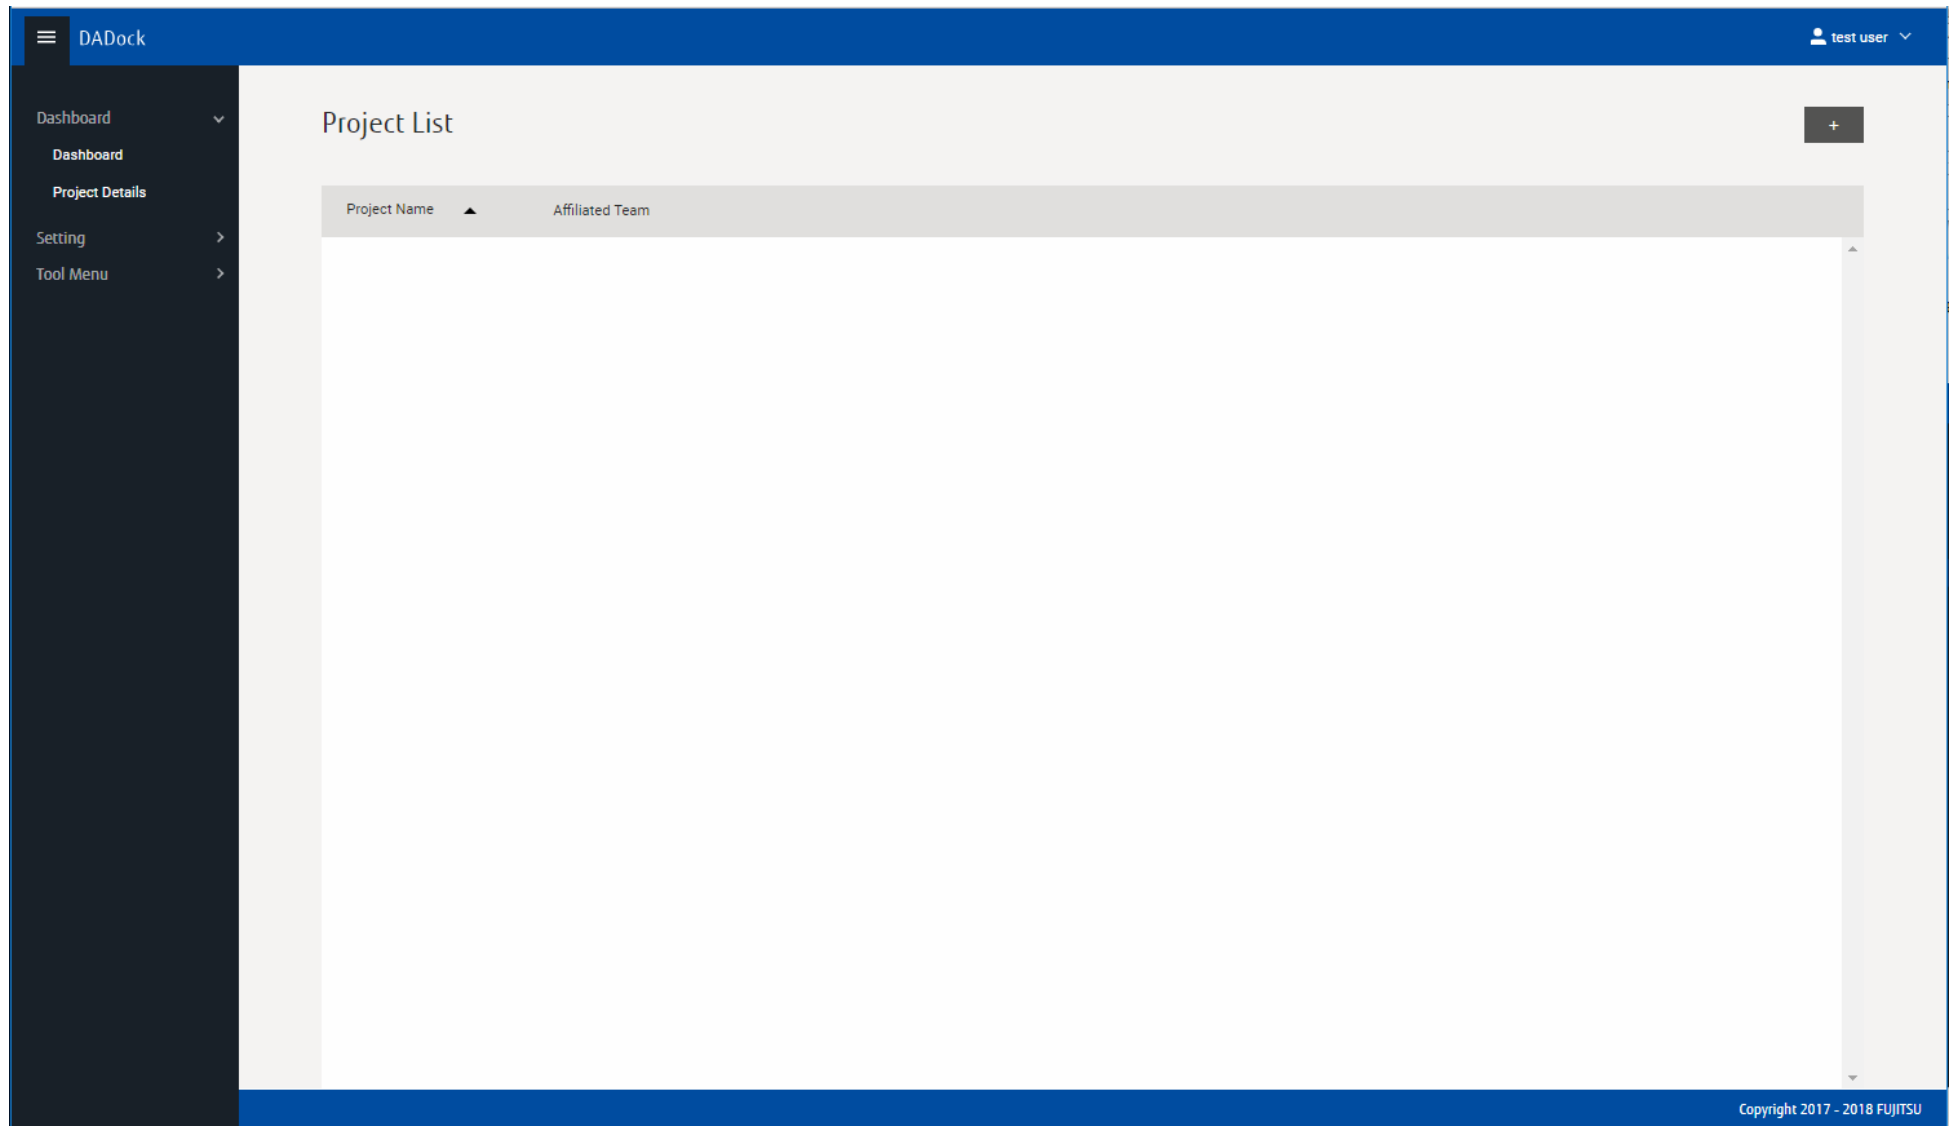 DADock
test user
Dashboard
Dashboard
Project Details
Setting
Tool Menu
Project List
+
Project Name
Affiliated Team
Copyright 2017 - 2018 FUJITSU